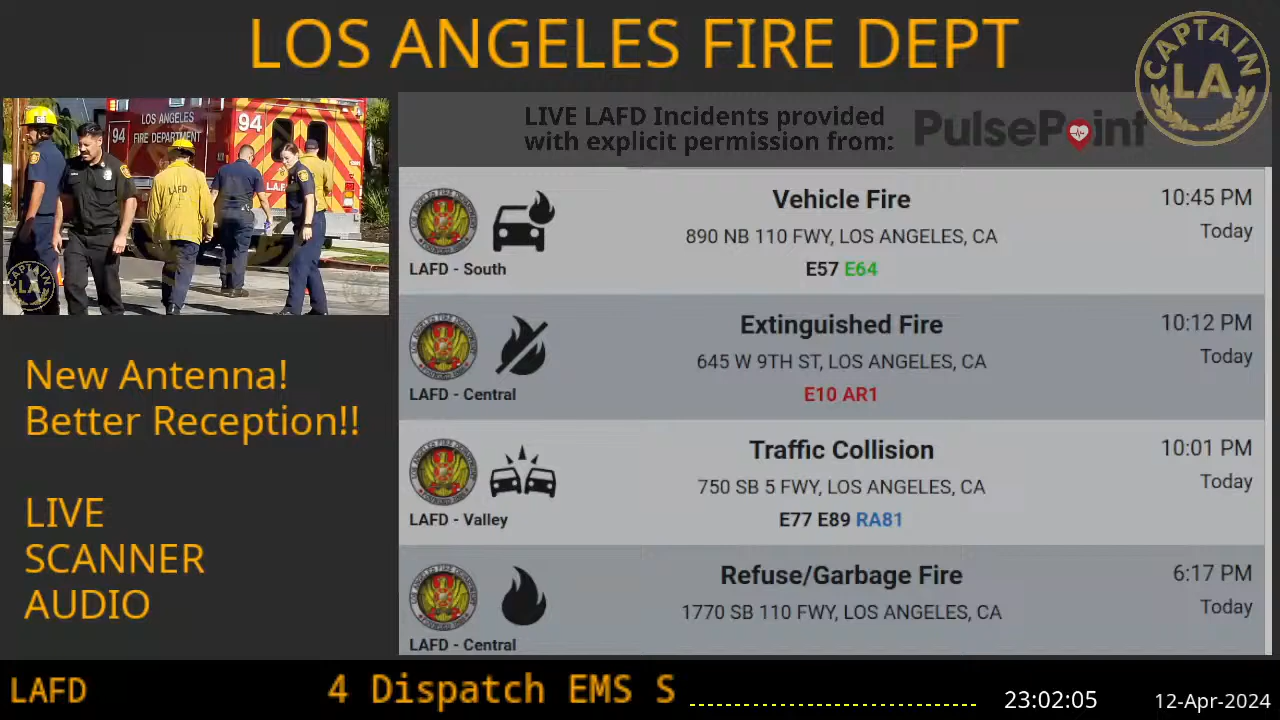 LOS ANGELES FIRE DEPT
CAPTAIN
LA
LOS ANGELES
FIRE DEPARTMENT
94
94
LAFD
CAPTAIN
LA
LIVE LAFD Incidents provided
with explicit permission from:
PulsePoint
Vehicle Fire
10:45 PM
890 NB 110 FWY, LOS ANGELES, CA
Today
LAFD - South
E57 E64
Extinguished Fire
10:12 PM
645 W 9TH ST, LOS ANGELES, CA
Today
LAFD - Central
E10 AR1
Traffic Collision
10:01 PM
750 SB 5 FWY, LOS ANGELES, CA
Today
LAFD - Valley
E77 E89 RA81
Refuse/Garbage Fire
6:17 PM
1770 SB 110 FWY, LOS ANGELES, CA
Today
LAFD - Central
New Antenna!
Better Reception!!
LIVE
SCANNER
AUDIO
LAFD
4 Dispatch EMS S
23:02:05
12-Apr-2024